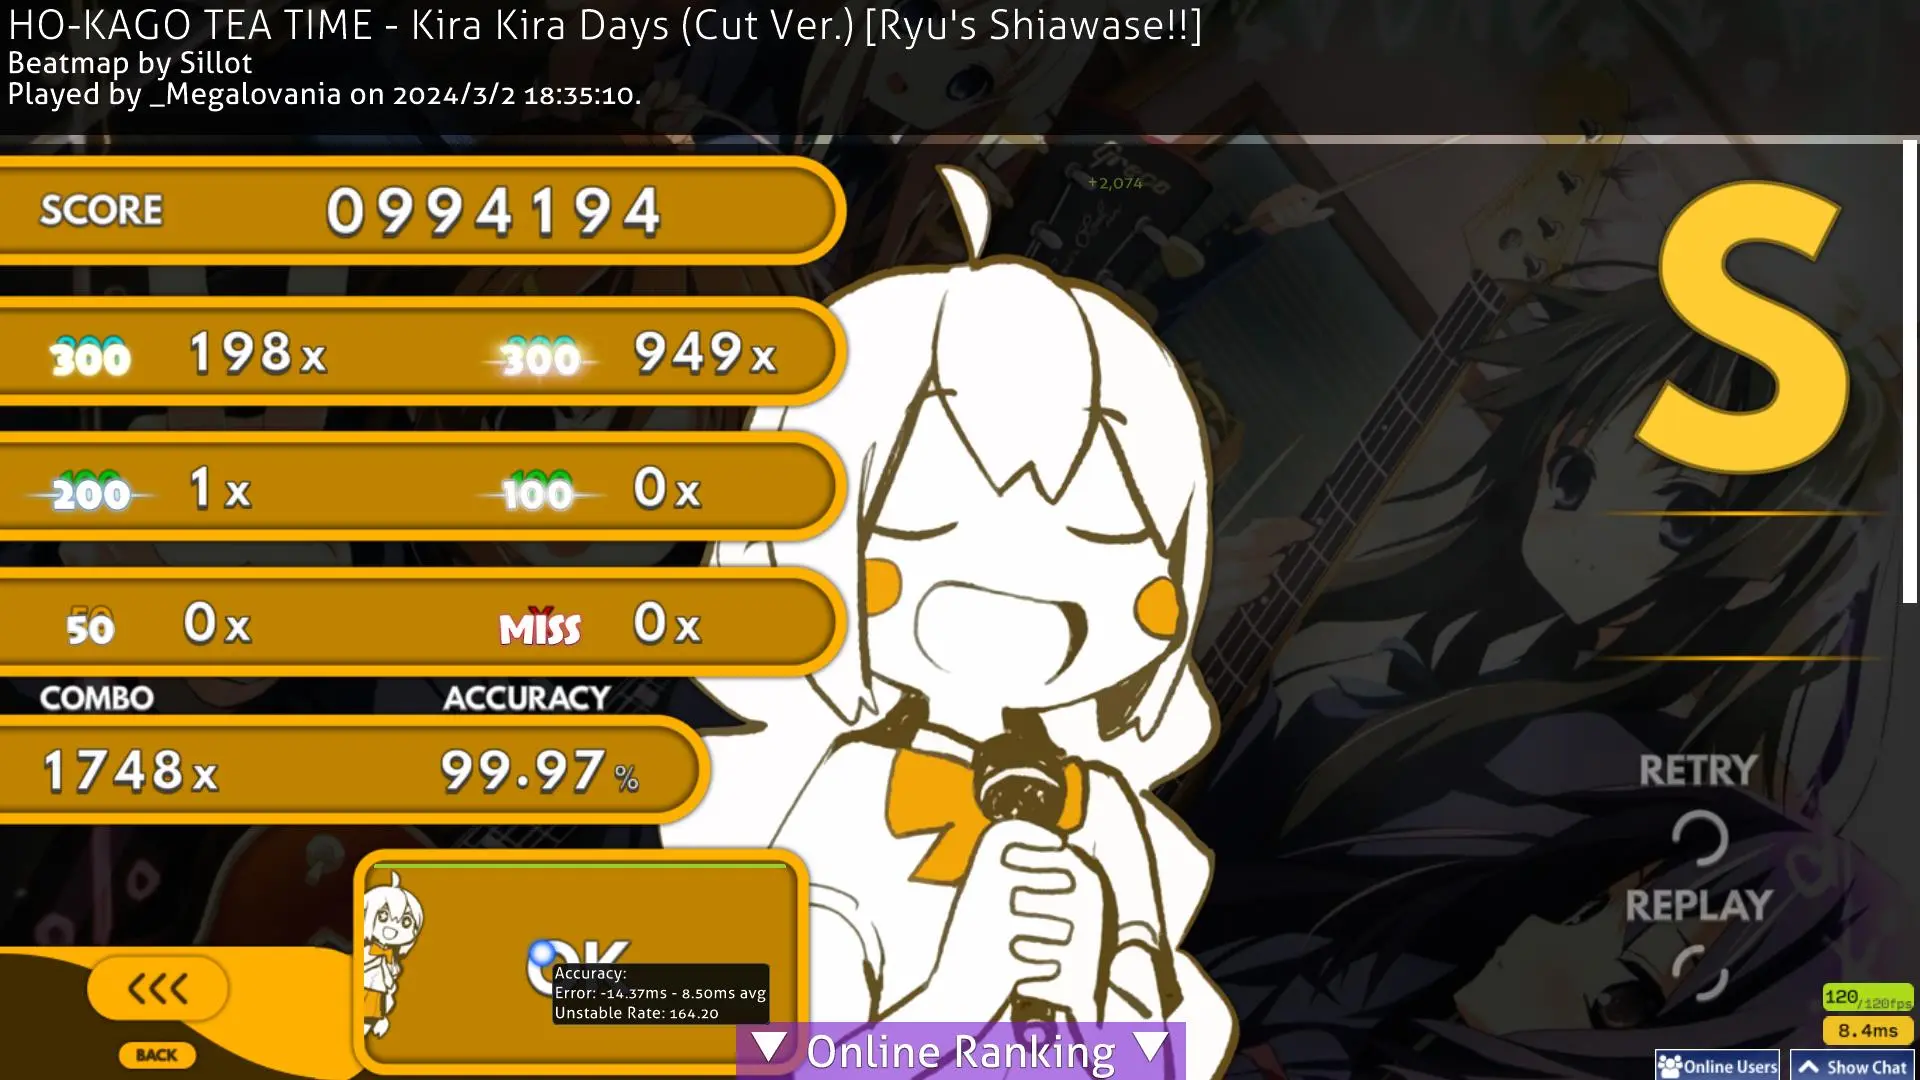 HO-KAGO TEA TIME - Kira Kira Days (Cut Ver.) [Ryu's Shiawase!!]
Beatmap by Sillot
Played by _Megalovania on 2024/3/2 18:35:10.
+2,074
SCORE 0994194
300 198x 300 949x
200 1x 100 0x
50 0x MISS 0x
COMBO ACCURACY
1748x 99.97%
S
RETRY
REPLAY
OK
Accuracy:
Error: -14.37ms - 8.50ms avg
Unstable Rate: 164.20
<<<
BACK
▼ Online Ranking ▼
120/120fps
8.4ms
Online Users
Show Chat